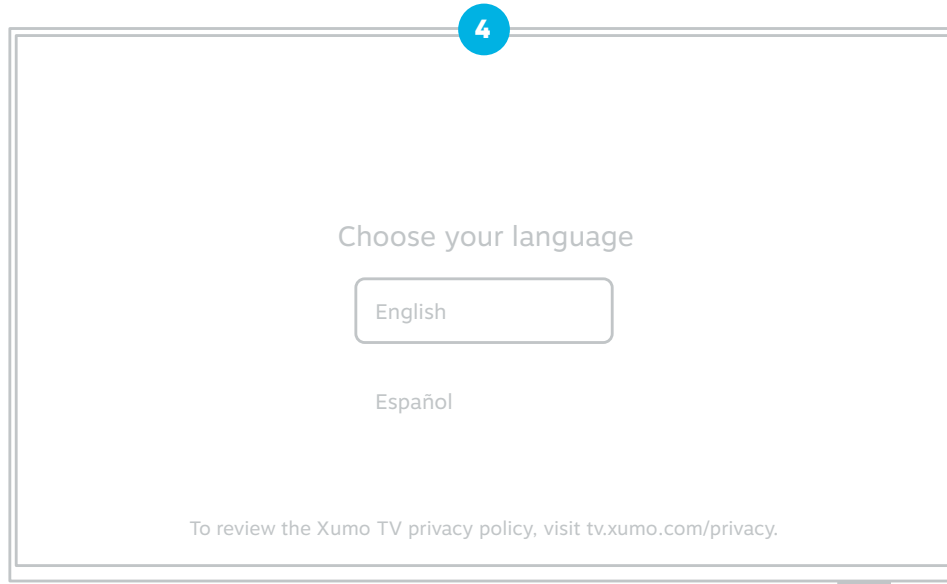 4
Choose your language
English
Español
To review the Xumo TV privacy policy, visit tv.xumo.com/privacy.